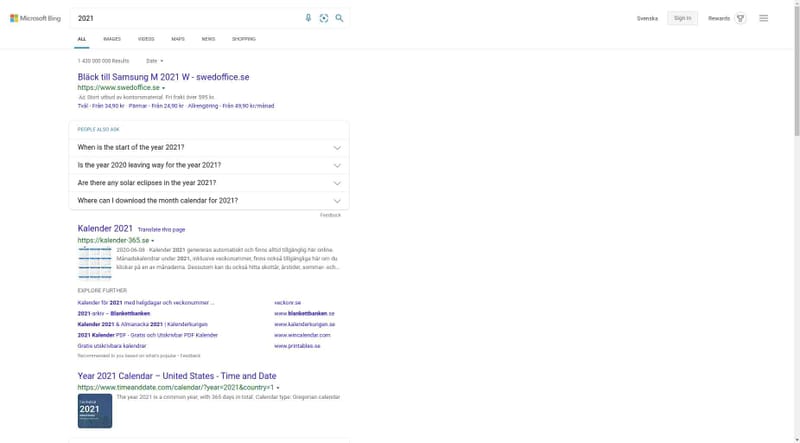 Microsoft Bing
2021
Svenska
Sign in
Rewards
ALL
IMAGES
VIDEOS
MAPS
NEWS
SHOPPING
1 430 000 000 Results
Date
Bläck till Samsung M 2021 W - swedoffice.se
https://www.swedoffice.se
Ad Stort utbud av kontorsmaterial. Fri frakt över 595 kr.
Tvål - Från 34,90 kr · Pärmar - Från 24,90 kr · Allrengöring - Från 49,90 kr/månad
PEOPLE ALSO ASK
When is the start of the year 2021?
Is the year 2020 leaving way for the year 2021?
Are there any solar eclipses in the year 2021?
Where can I download the month calendar for 2021?
Feedback
Kalender 2021 Translate this page
https://kalender-365.se
2020-06-08 · Kalender 2021 genereras automatiskt och finns alltid tillgänglig här online.
Månadskalendrar under 2021, inklusive veckonummer, finns också tillgängliga här om du
klickar på en av månaderna. Dessutom kan du också hitta skottår, årstider, sommar- och...
EXPLORE FURTHER
Kalender för 2021 med helgdagar och veckonummer ...
veckonr.se
2021-arkiv – Blankettbanken
www.blankettbanken.se
Kalender 2021 & Almanacka 2021 | Kalenderkungen
www.kalenderkungen.se
2021 Kalender PDF - Gratis och Utskrivbar PDF Kalender
www.wincalendar.com
Gratis utskrivbara kalendrar
www.printables.se
Recommended to you based on what's popular • Feedback
Year 2021 Calendar – United States - Time and Date
https://www.timeanddate.com/calendar/?year=2021&country=1
2021
The year 2021 is a common year, with 365 days in total. Calendar type: Gregorian calendar